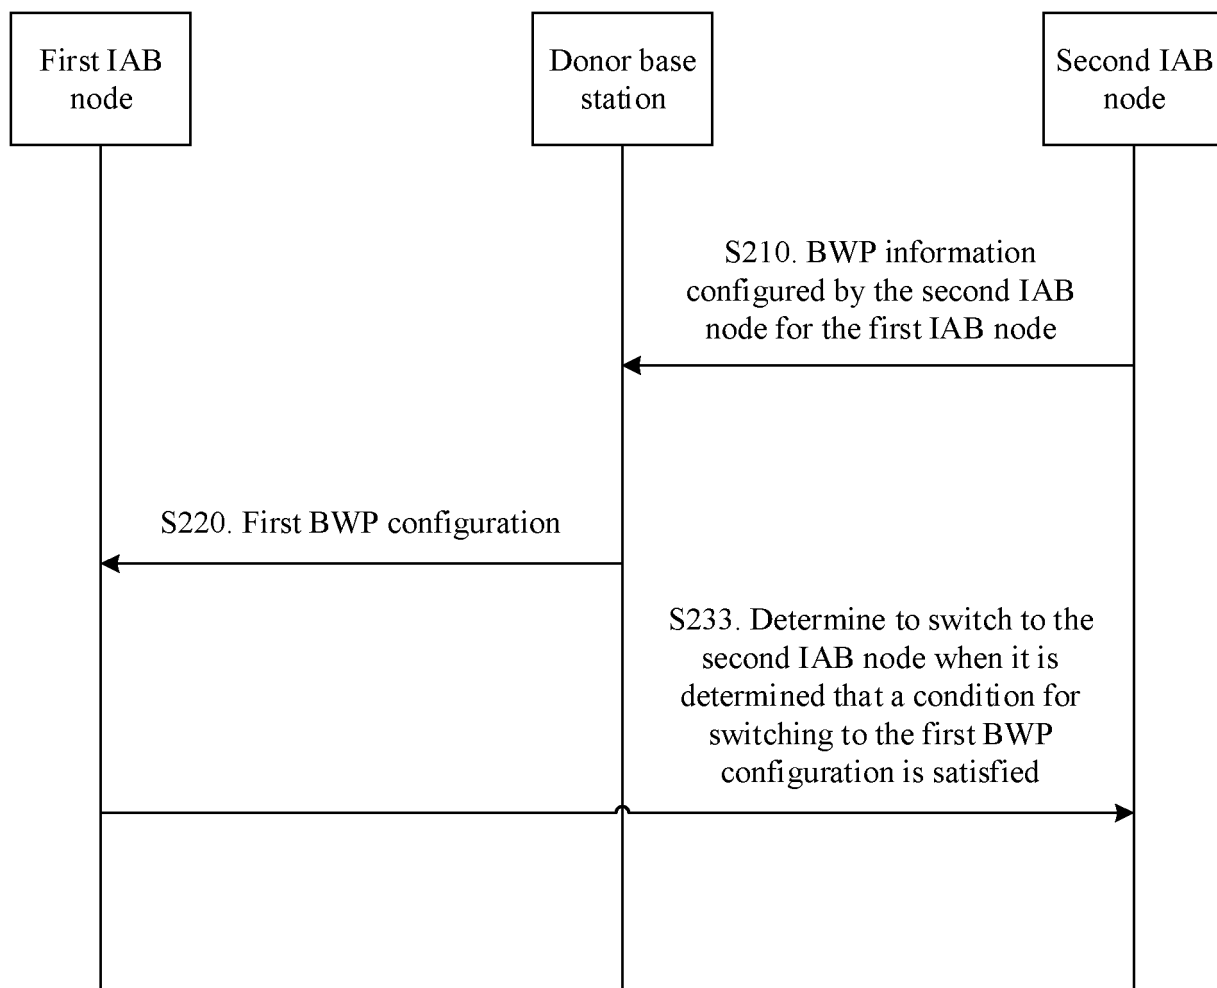 First IAB
node
Donor base
station
Second IAB
node
S210. BWP information
configured by the second IAB
node for the first IAB node
S220. First BWP configuration
S233. Determine to switch to the
second IAB node when it is
determined that a condition for
switching to the first BWP
configuration is satisfied